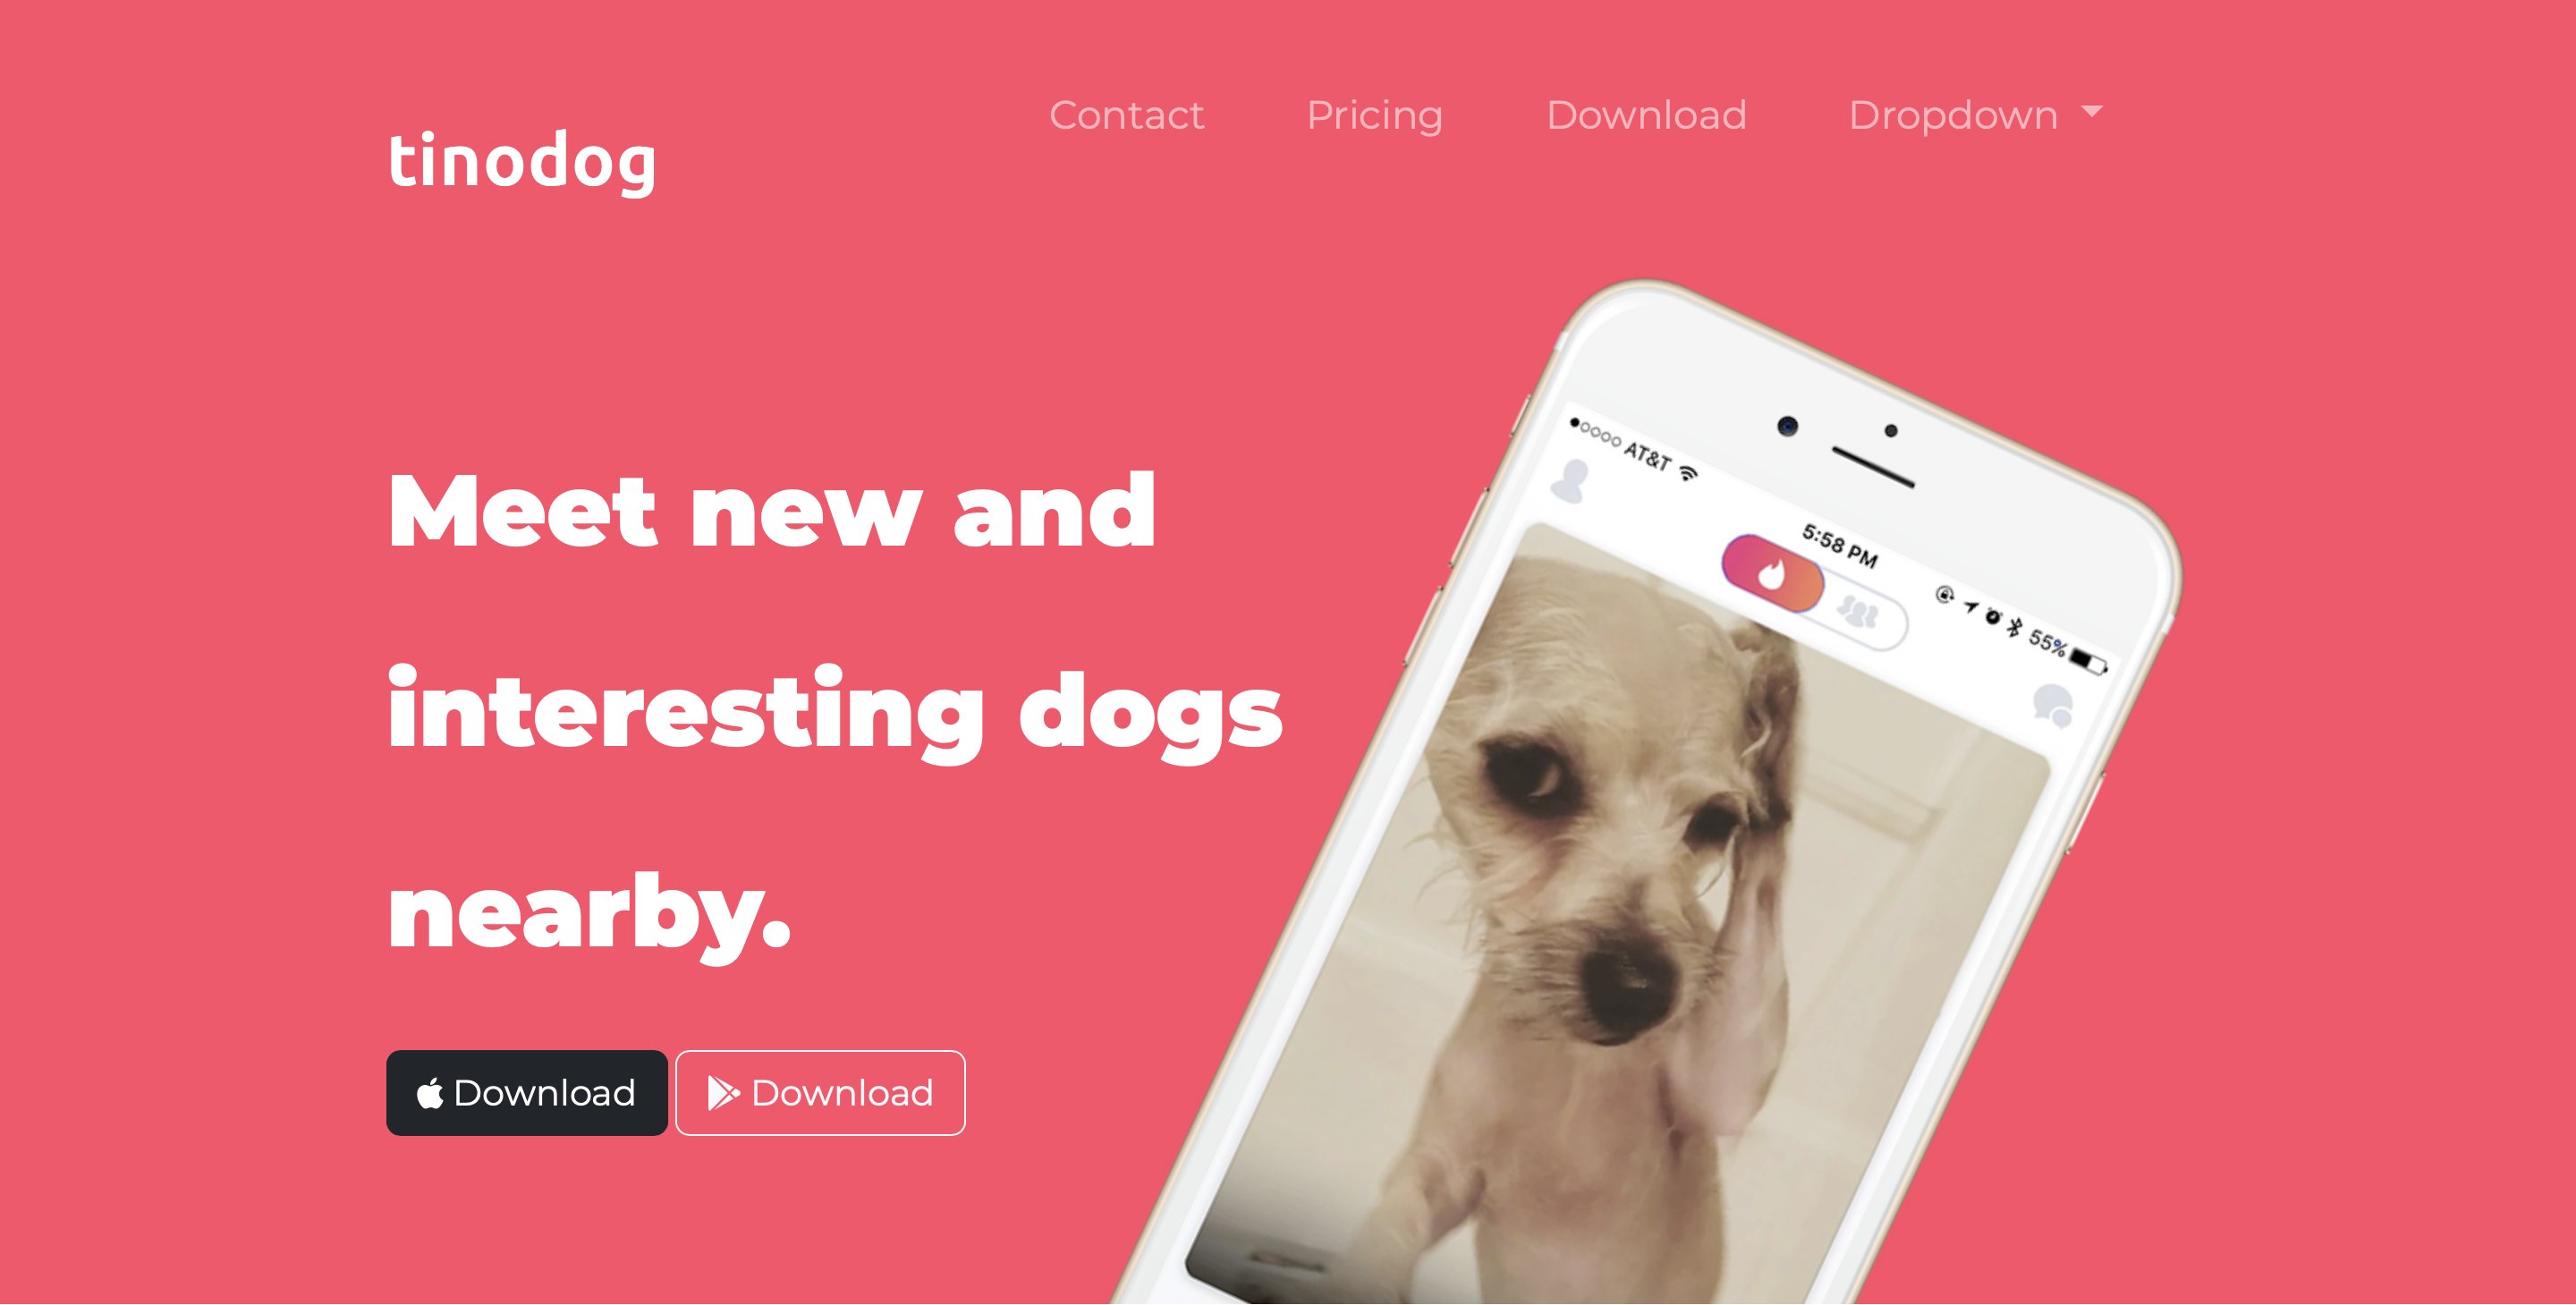 tinodog
Contact Pricing Download Dropdown
Meet new and
interesting dogs
nearby.
Download Download
AT&T 5:58 PM 55%